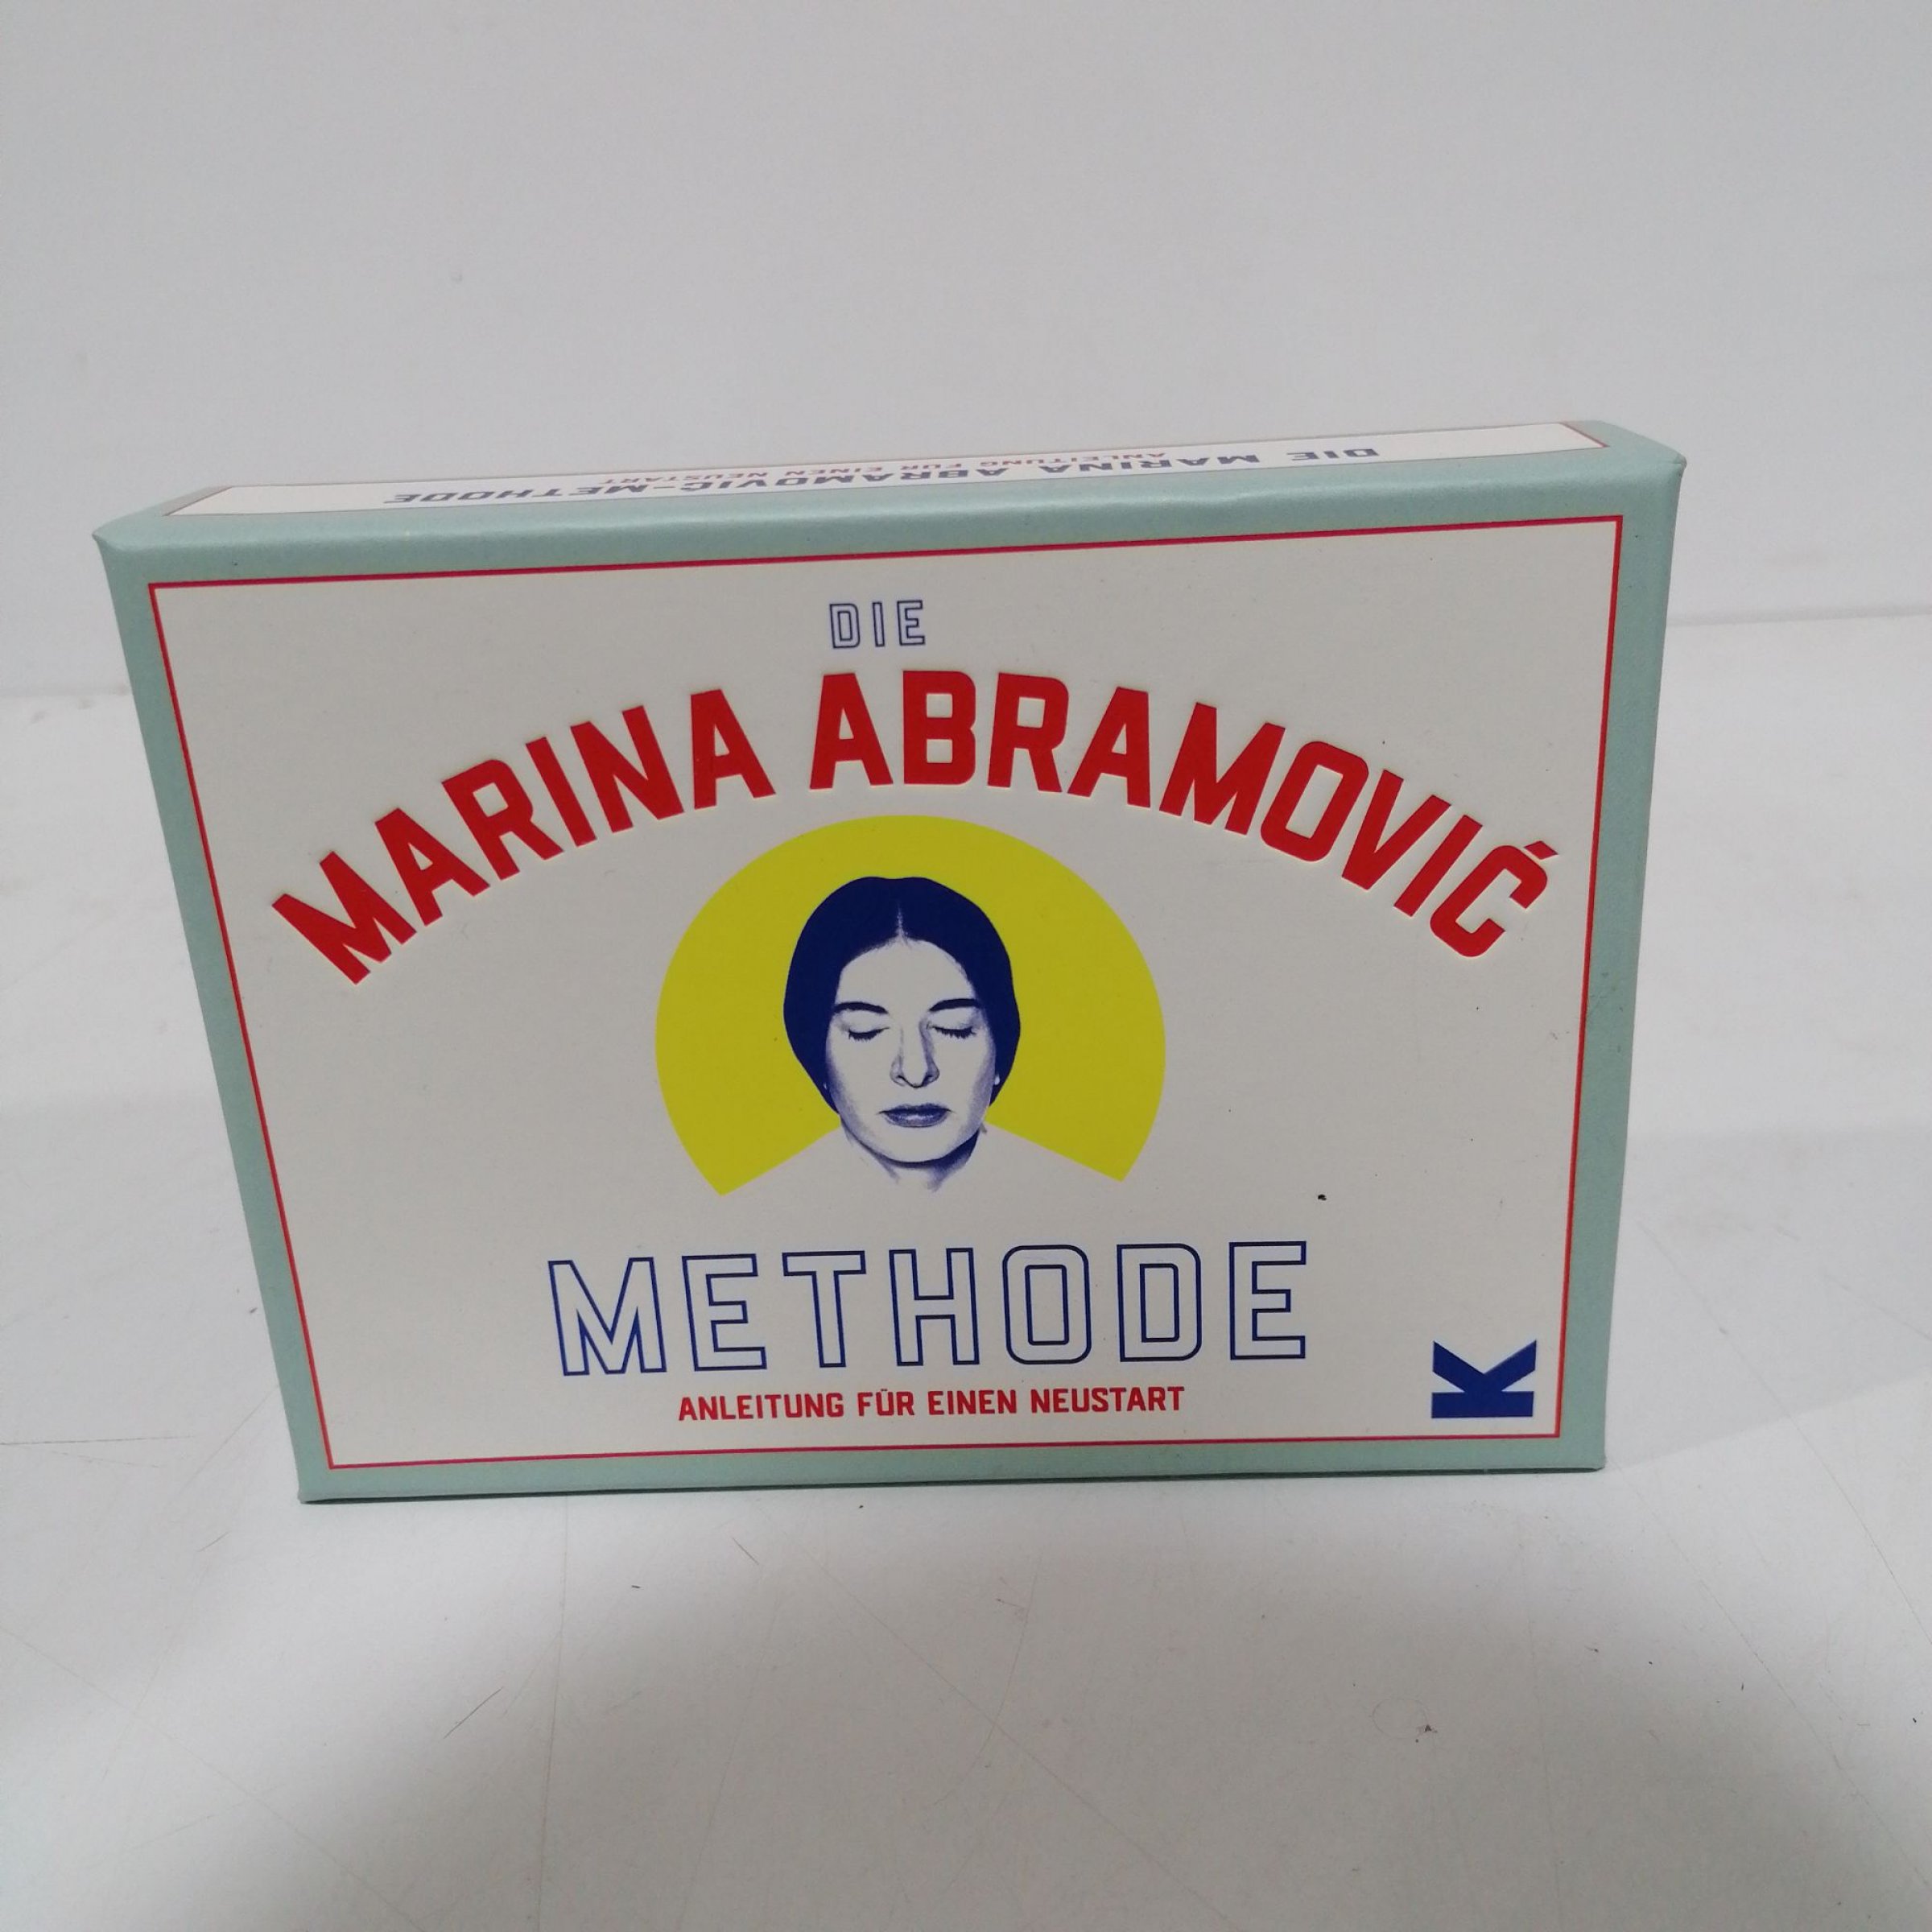 DIE MARINA ABRAMOVIĆ-METHODE
ANLEITUNG FÜR EINEN NEUSTART
DIE
MARINA ABRAMOVIĆ
METHODE
ANLEITUNG FÜR EINEN NEUSTART
K